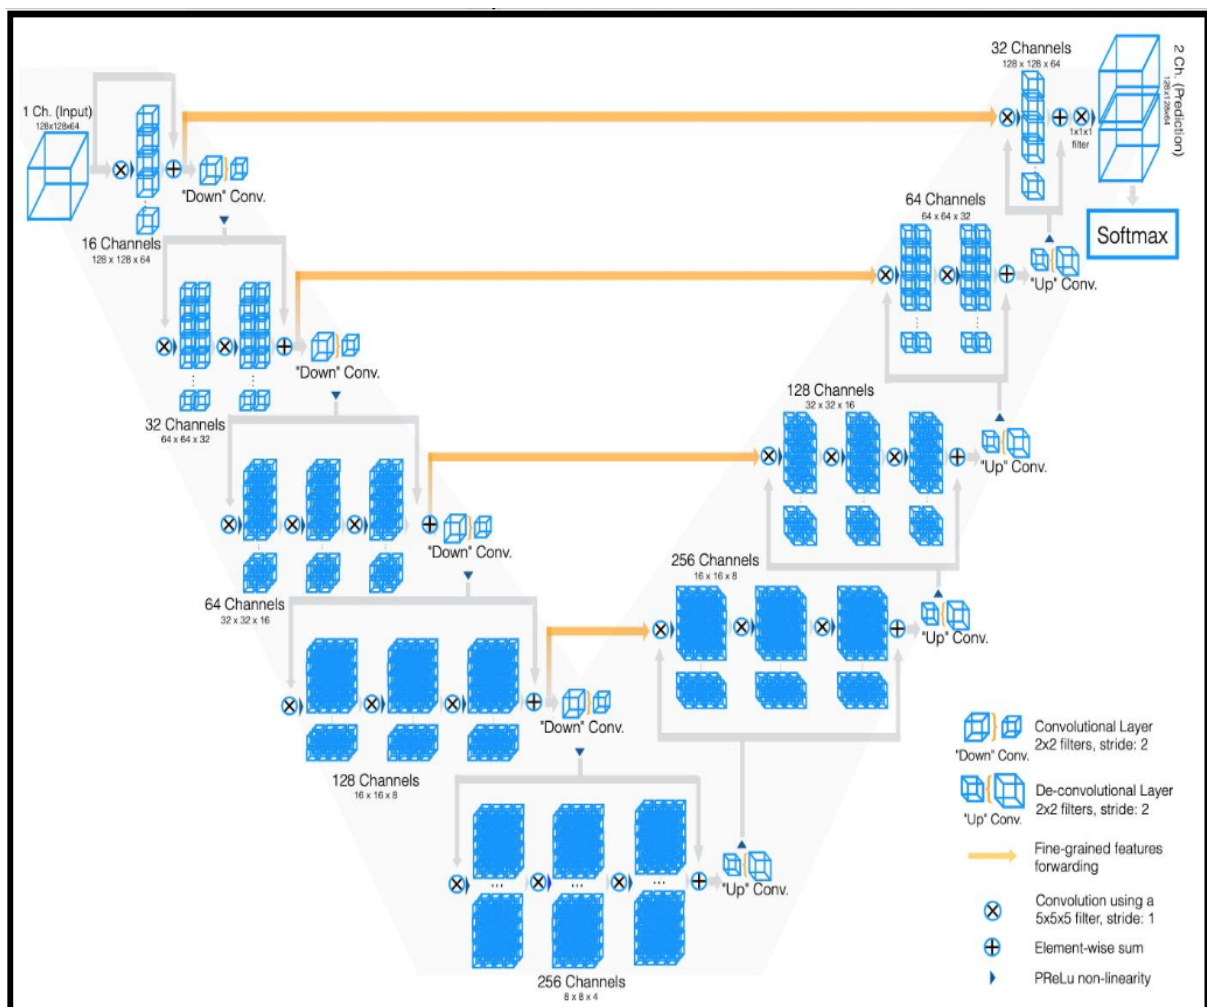 1 Ch. (Input)
128x128x64
"Down" Conv.
16 Channels
128 x 128 x 64
"Down" Conv.
32 Channels
64 x 64 x 32
"Down" Conv.
64 Channels
32 x 32 x 16
"Down" Conv.
128 Channels
16 x 16 x 8
...
...
...
256 Channels
8 x 8 x 4
"Up" Conv.
256 Channels
16 x 16 x 8
"Up" Conv.
128 Channels
32 x 32 x 16
"Up" Conv.
64 Channels
64 x 64 x 32
"Up" Conv.
32 Channels
128 x 128 x 64
1x1x1
filter
2 Ch. (Prediction)
128x128x64
Softmax
"Down" Conv.
Convolutional Layer
2x2 filters, stride: 2
"Up" Conv.
De-convolutional Layer
2x2 filters, stride: 2
Fine-grained features
forwarding
Convolution using a
5x5x5 filter, stride: 1
Element-wise sum
PReLu non-linearity